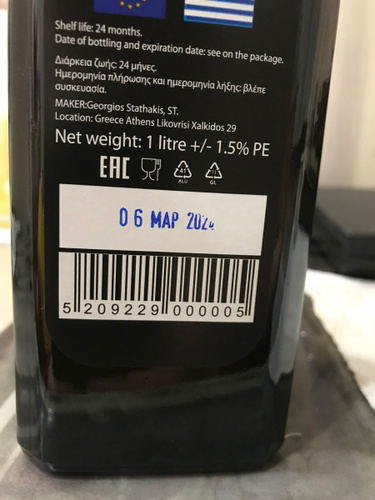 Shelf life: 24 months.
Date of bottling and expiration date: see on the package.
Διάρκεια ζωής: 24 μήνες.
Ημερομηνία πλήρωσης και ημερομηνία λήξης: βλέπε
συσκευασία.
MAKER:Georgios Stathakis, ST.
Location: Greece Athens Likovrisi Xalkidos 29
Net weight: 1 litre +/- 1.5% PE
EAC
41
ALU
GL
06 МАР 2024
5 209229 000005